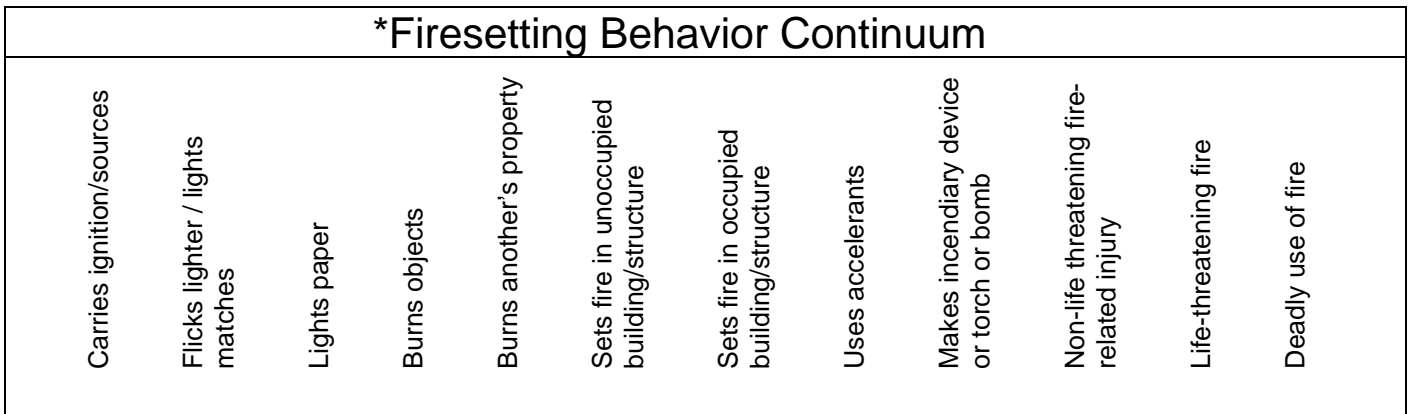 *Firesetting Behavior Continuum
Carries ignition/sources
Flicks lighter / lights
matches
Lights paper
Burns objects
Burns another’s property
Sets fire in unoccupied
building/structure
Sets fire in occupied
building/structure
Uses accelerants
Makes incendiary device
or torch or bomb
Non-life threatening fire-
related injury
Life-threatening fire
Deadly use of fire